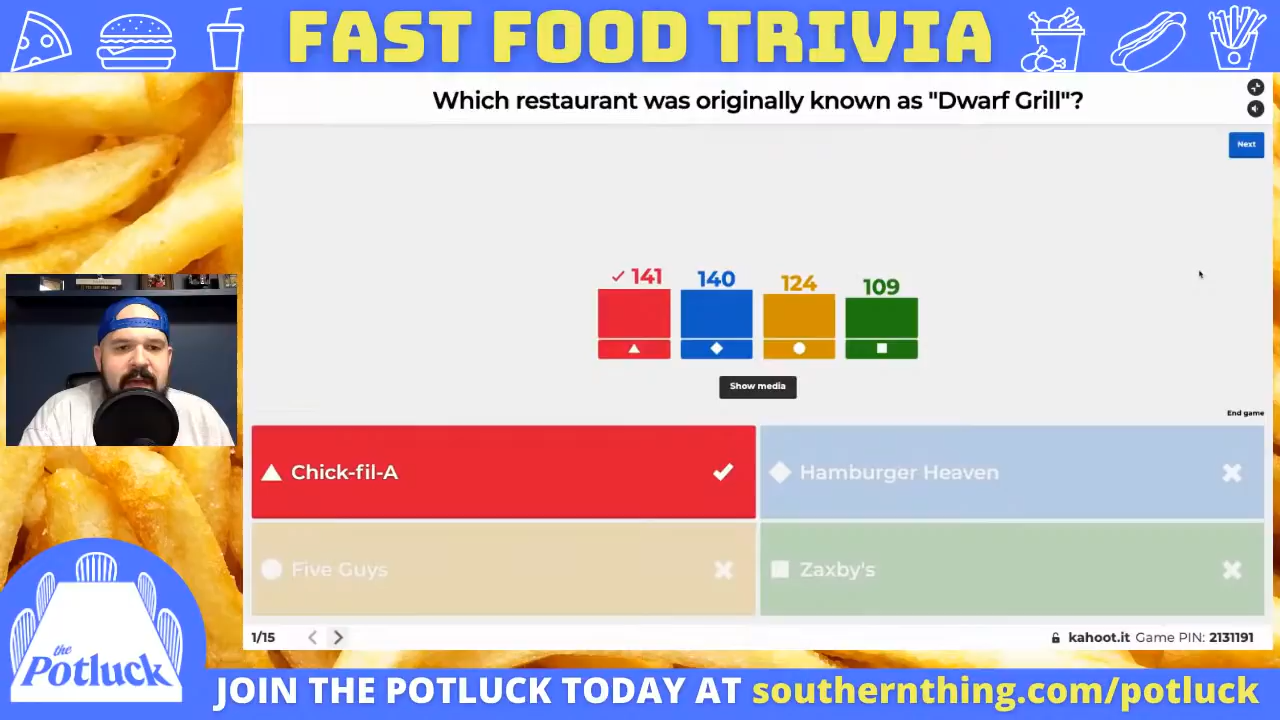 FAST FOOD TRIVIA
Which restaurant was originally known as "Dwarf Grill"?
Next
141
140
124
109
Show media
End game
Chick-fil-A
Hamburger Heaven
Five Guys
Zaxby's
1/15
kahoot.it Game PIN: 2131191
the
Potluck
JOIN THE POTLUCK TODAY AT southernthing.com/potluck